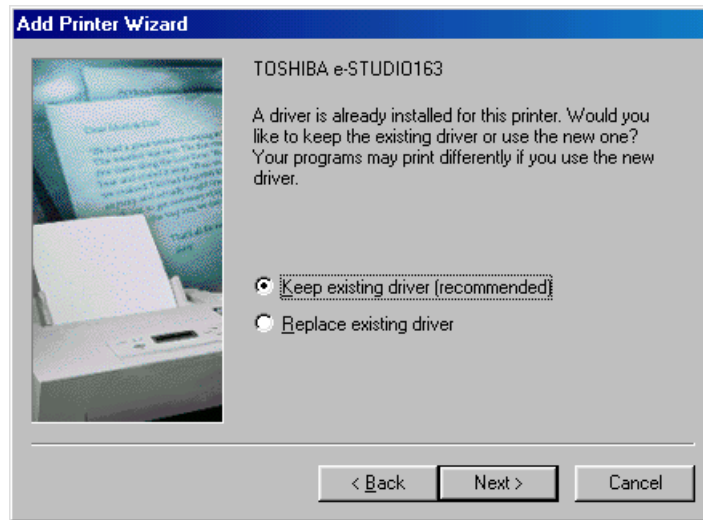 Add Printer Wizard
TOSHIBA e-STUDIO163
A driver is already installed for this printer. Would you
like to keep the existing driver or use the new one?
Your programs may print differently if you use the new
driver.
Keep existing driver (recommended)
Replace existing driver
< Back
Next >
Cancel